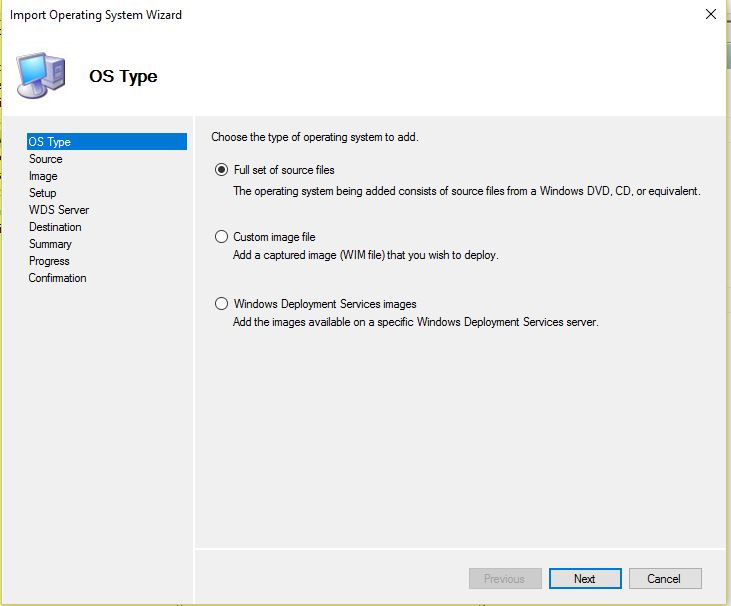 Import Operating System Wizard
OS Type
OS Type
Source
Image
Setup
WDS Server
Destination
Summary
Progress
Confirmation
Choose the type of operating system to add.
Full set of source files
The operating system being added consists of source files from a Windows DVD, CD, or equivalent.
Custom image file
Add a captured image (WIM file) that you wish to deploy.
Windows Deployment Services images
Add the images available on a specific Windows Deployment Services server.
Previous
Next
Cancel